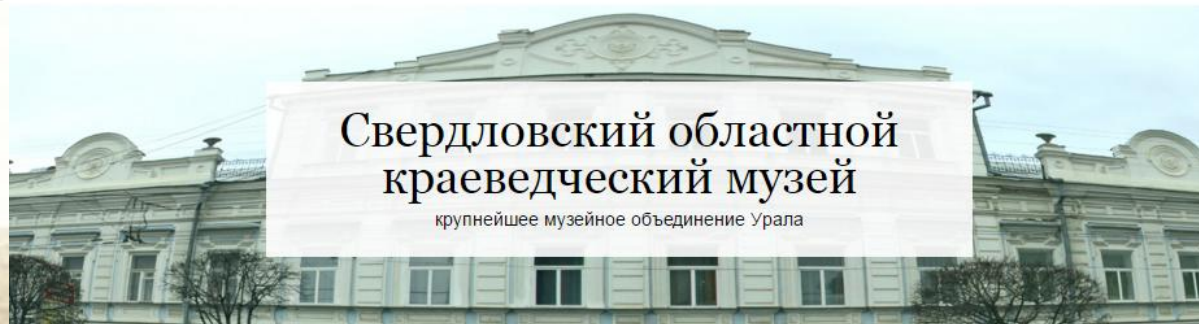 Свердловский областной
краеведческий музей
крупнейшее музейное объединение Урала